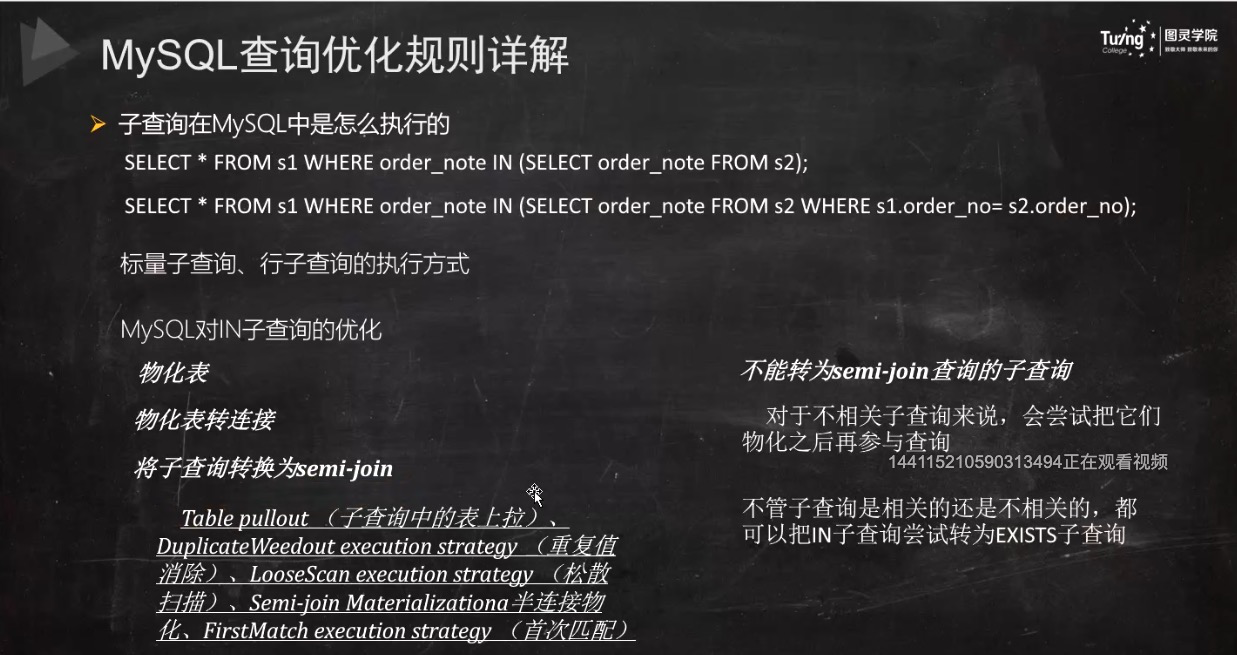 MySQL查询优化规则详解
Tuling
College
图灵学院
子查询在MySQL中是怎么执行的
SELECT * FROM s1 WHERE order_note IN (SELECT order_note FROM s2);
SELECT * FROM s1 WHERE order_note IN (SELECT order_note FROM s2 WHERE s1.order_no= s2.order_no);
标量子查询、行子查询的执行方式
MySQL对IN子查询的优化
物化表
物化表转连接
将子查询转换为semi-join
Table pullout （子查询中的表上拉）、
DuplicateWeedout execution strategy （重复值
消除）、LooseScan execution strategy （松散
扫描）、Semi-join Materializationa半连接物
化、FirstMatch execution strategy （首次匹配）
不能转为semi-join查询的子查询
对于不相关子查询来说，会尝试把它们
物化之后再参与查询
144115210590313494正在观看视频
不管子查询是相关的还是不相关的，都
可以把IN子查询尝试转为EXISTS子查询